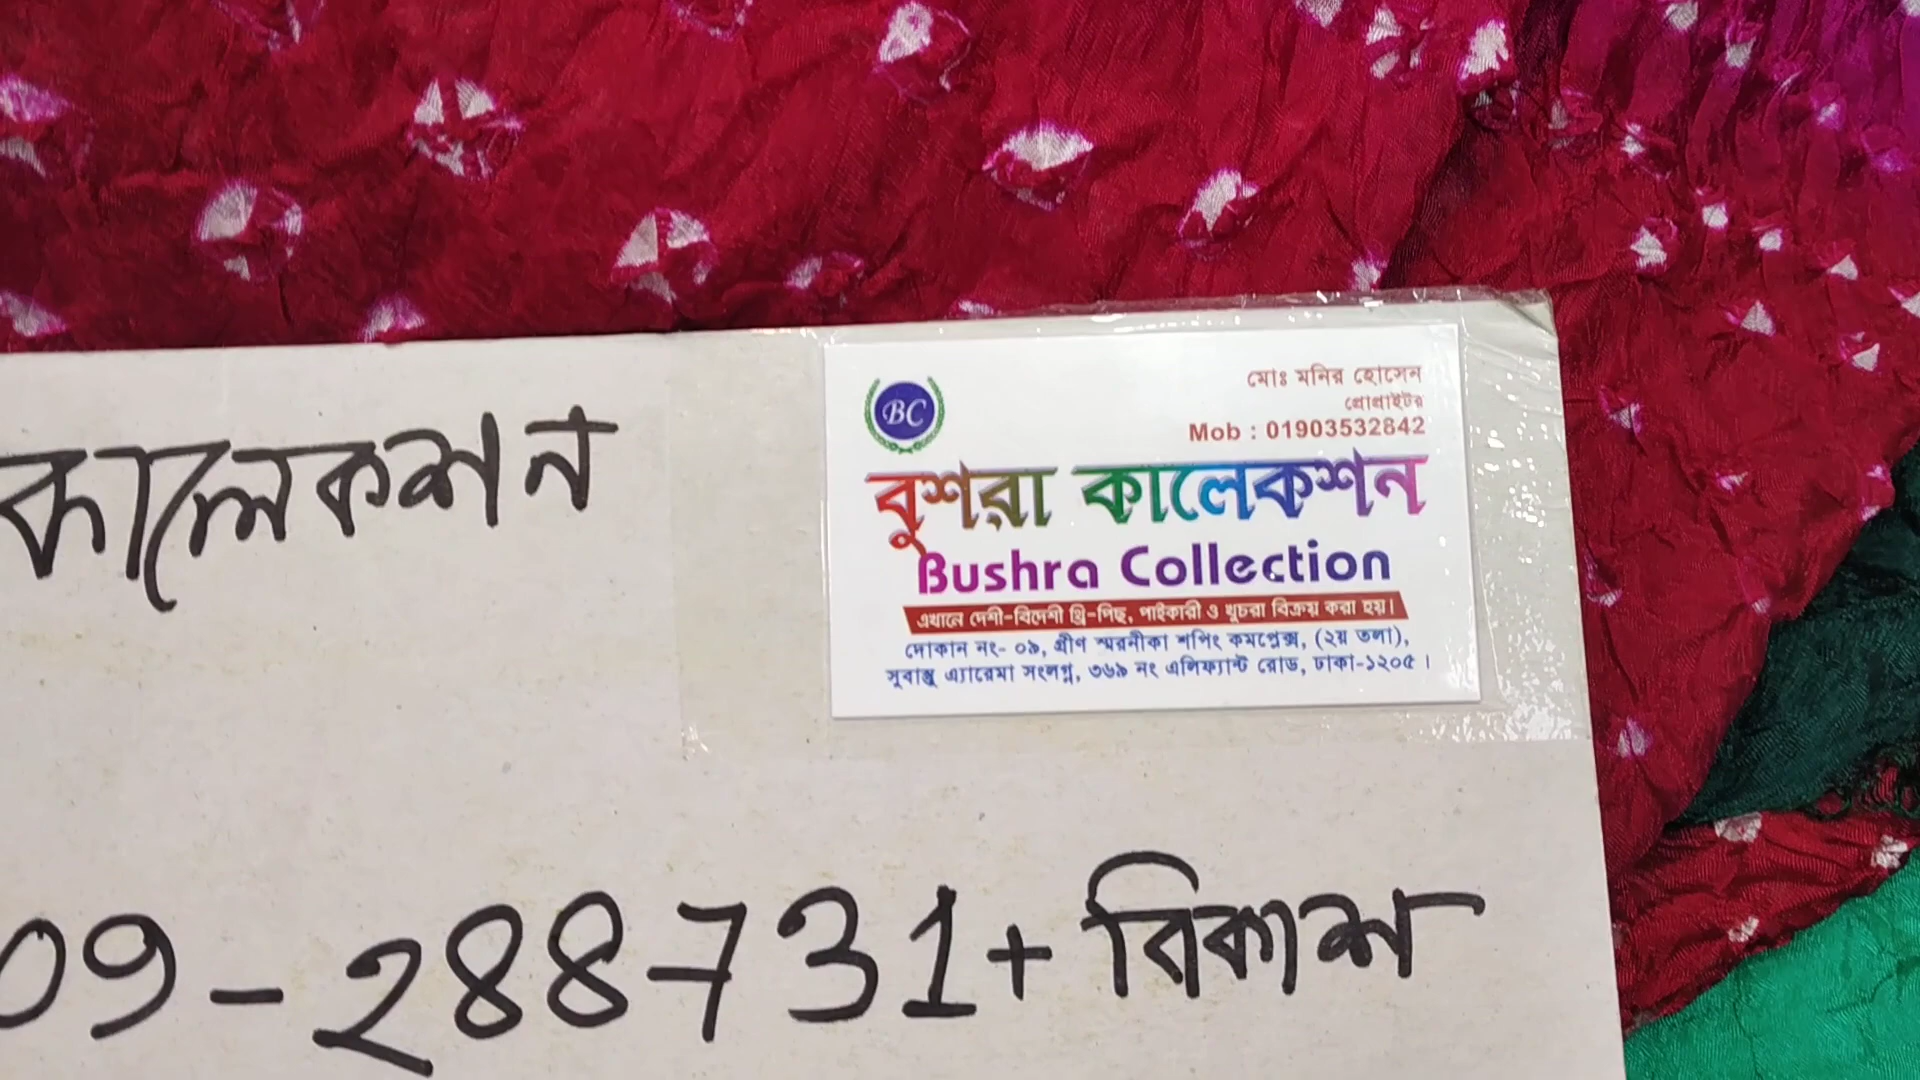 কালেকশন
BC
মোঃ মনির হোসেন
প্রোপ্রাইটর
Mob : 01903532842
বুশরা কালেকশন
Bushra Collection
এখানে দেশী-বিদেশী থ্রি-পিছ, পাইকারী ও খুচরা বিক্রয় করা হয়।
দোকান নং- ০৯, গ্রীণ স্মরনীকা শপিং কমপ্লেক্স, (২য় তলা),
সুবাস্তু এ্যারেমা সংলগ্ন, ৩৬৯ নং এলিফ্যান্ট রোড, ঢাকা-১২০৫ ।
09-288731+ বিকাশ